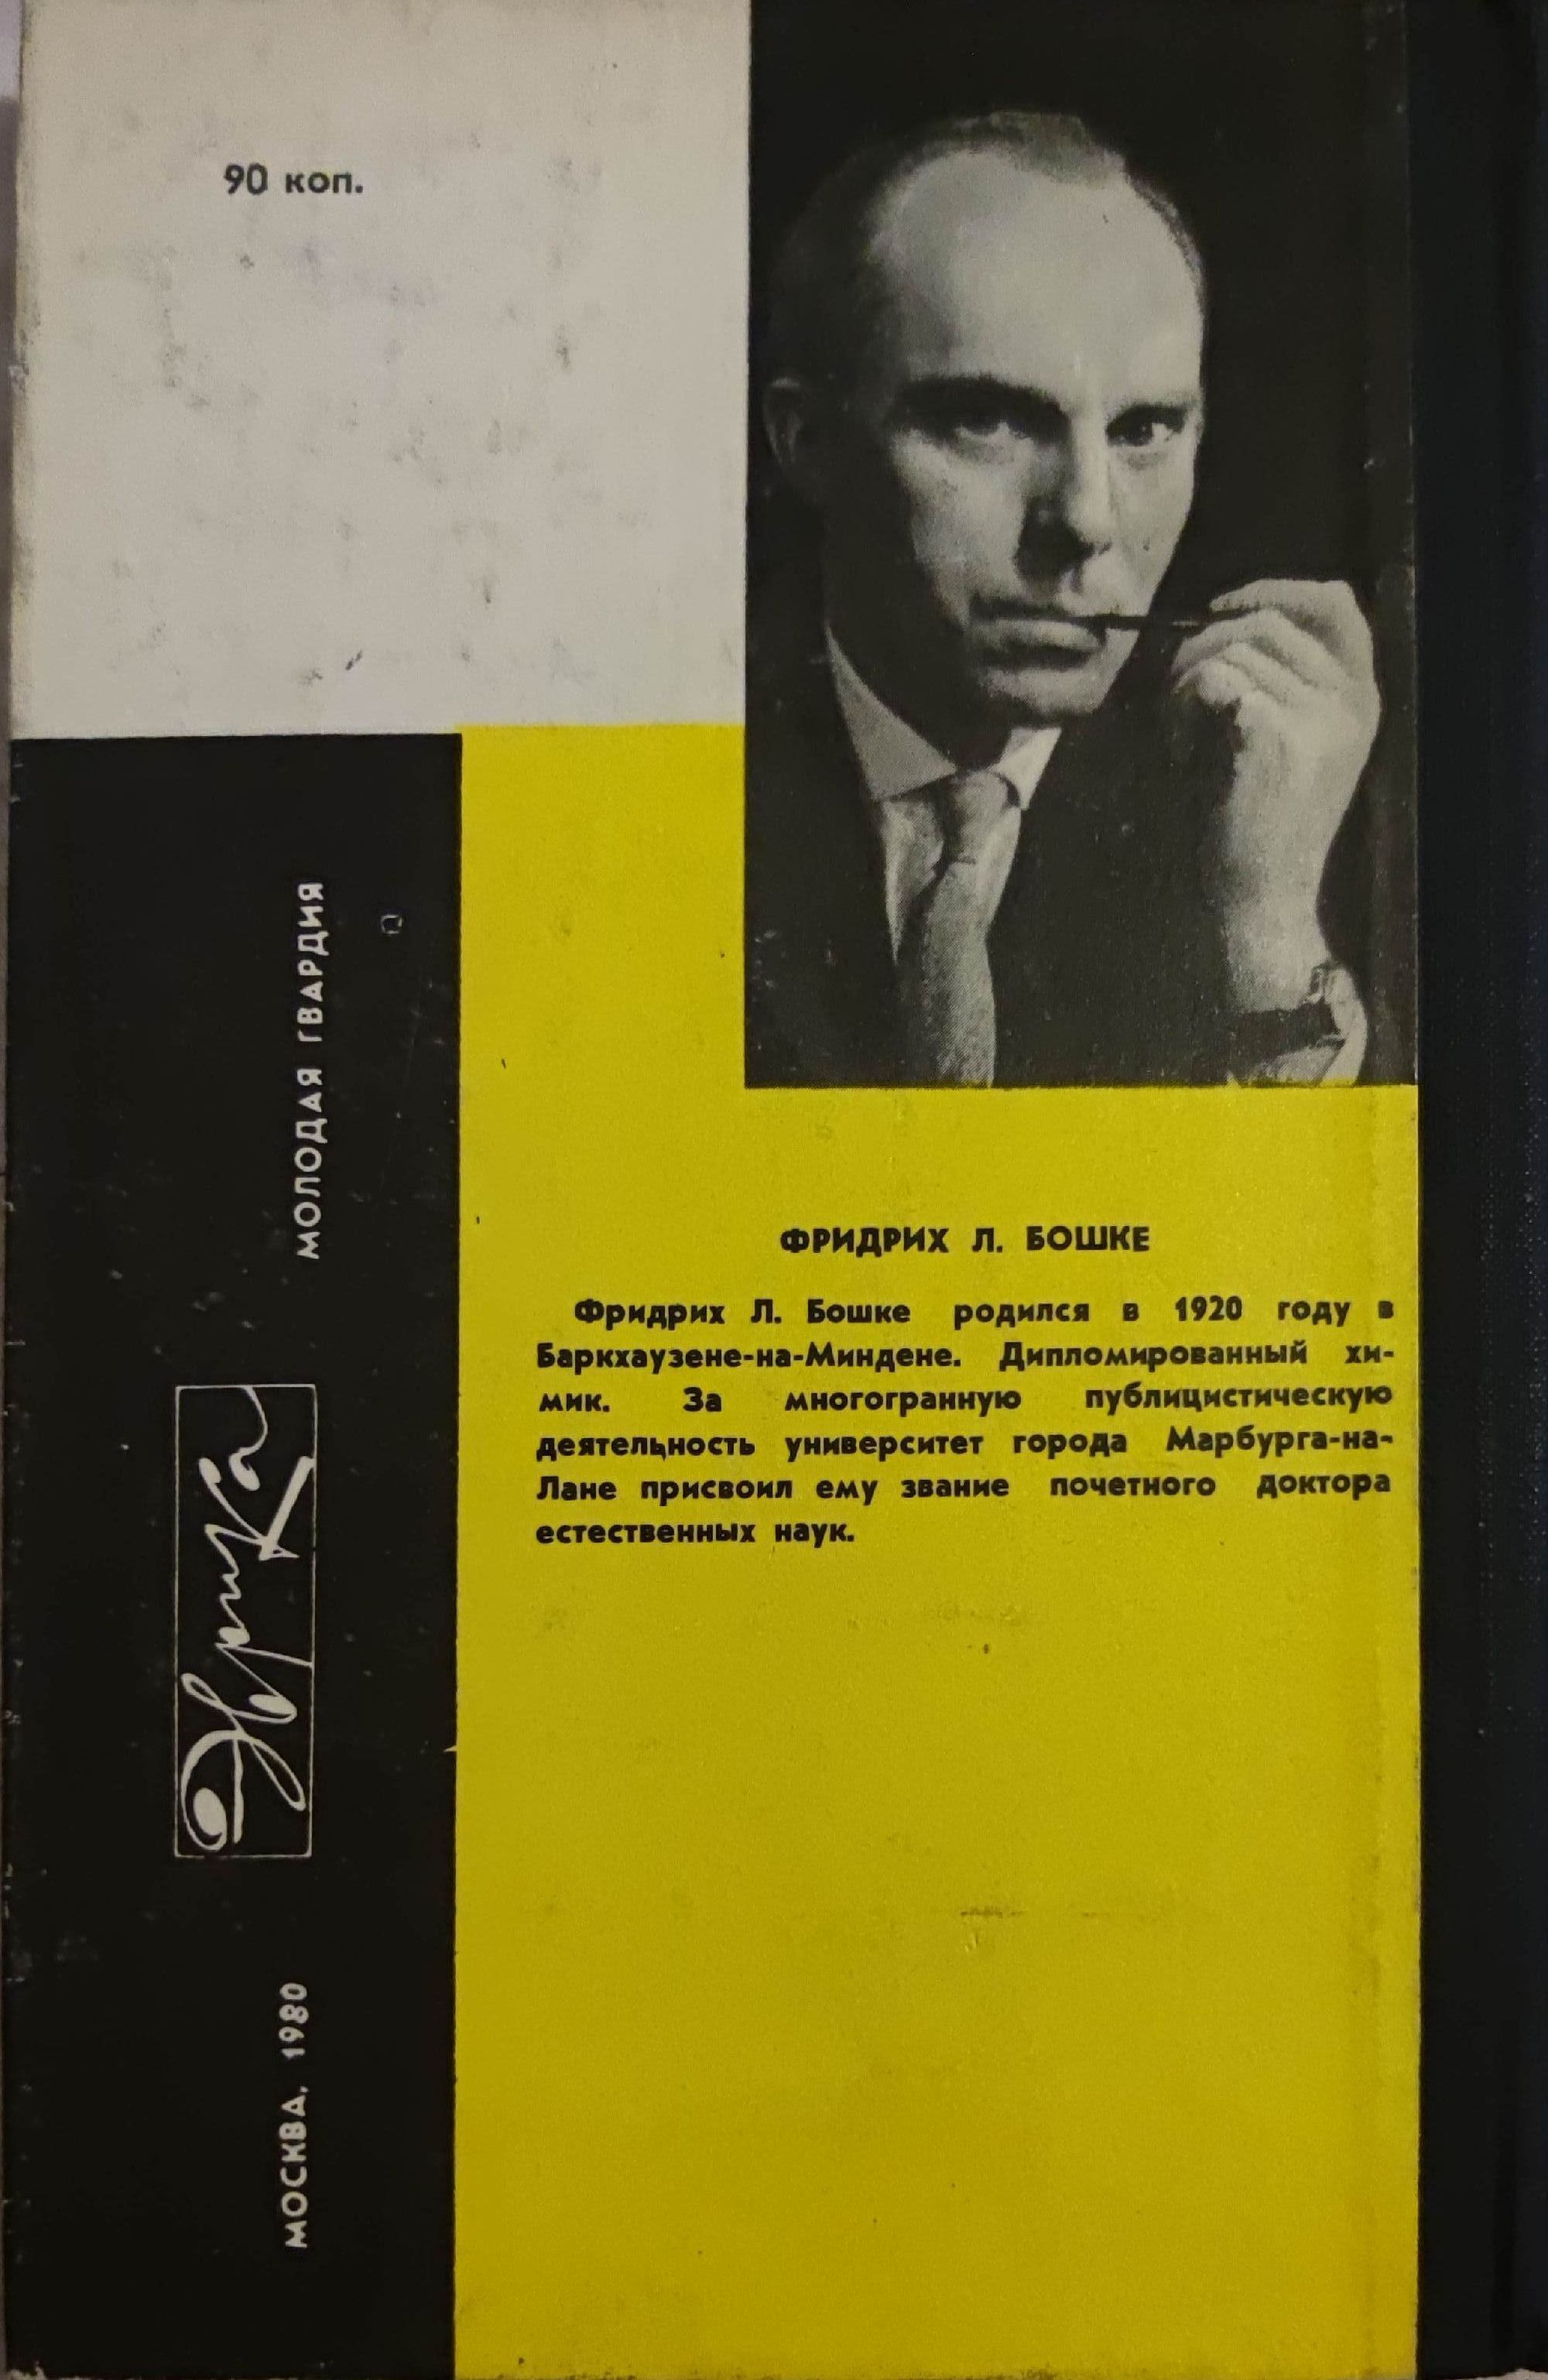 90 коп.
ФРИДРИХ Л. БОШКЕ
Фридрих Л. Бошке родился в 1920 году в
Баркхаузене-на-Миндене. Дипломированный хи-
мик. За многогранную публицистическую
деятельность университет города Марбурга-на-
Лане присвоил ему звание почетного доктора
естественных наук.
МОСКВА, 1980
Эврика
МОЛОДАЯ ГВАРДИЯ